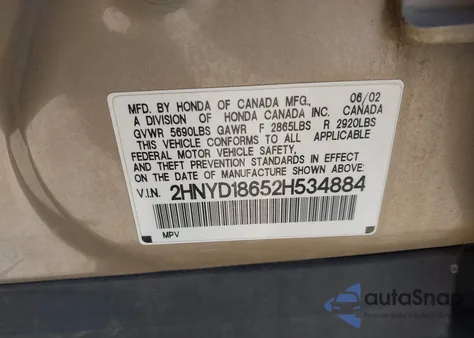 06/02
MFD. BY HONDA OF CANADA MFG.,
A DIVISION OF HONDA CANADA INC. CANADA
GVWR 5690LBS GAWR F 2865LBS R 2920LBS
THIS VEHICLE CONFORMS TO ALL APPLICABLE
FEDERAL MOTOR VEHICLE SAFETY,
AND THEFT PREVENTION STANDARDS IN EFFECT ON
THE DATE OF MANUFACTURE SHOWN ABOVE.
V.I.N. 2HNYD18652H534884
MPV
autoSnap